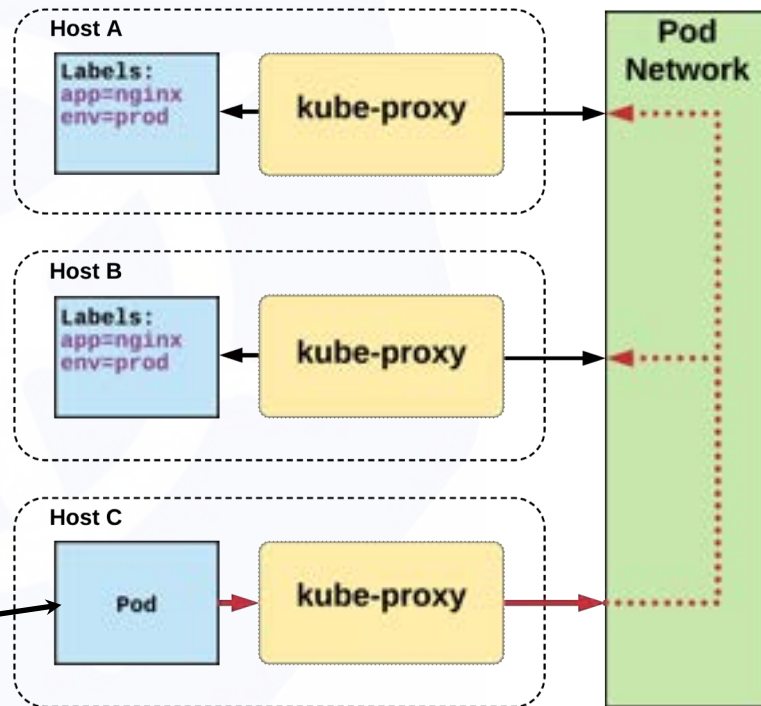 Host A
Labels:
app=nginx
env=prod
kube-proxy
Pod
Network
Host B
Labels:
app=nginx
env=prod
kube-proxy
Host C
Pod
kube-proxy